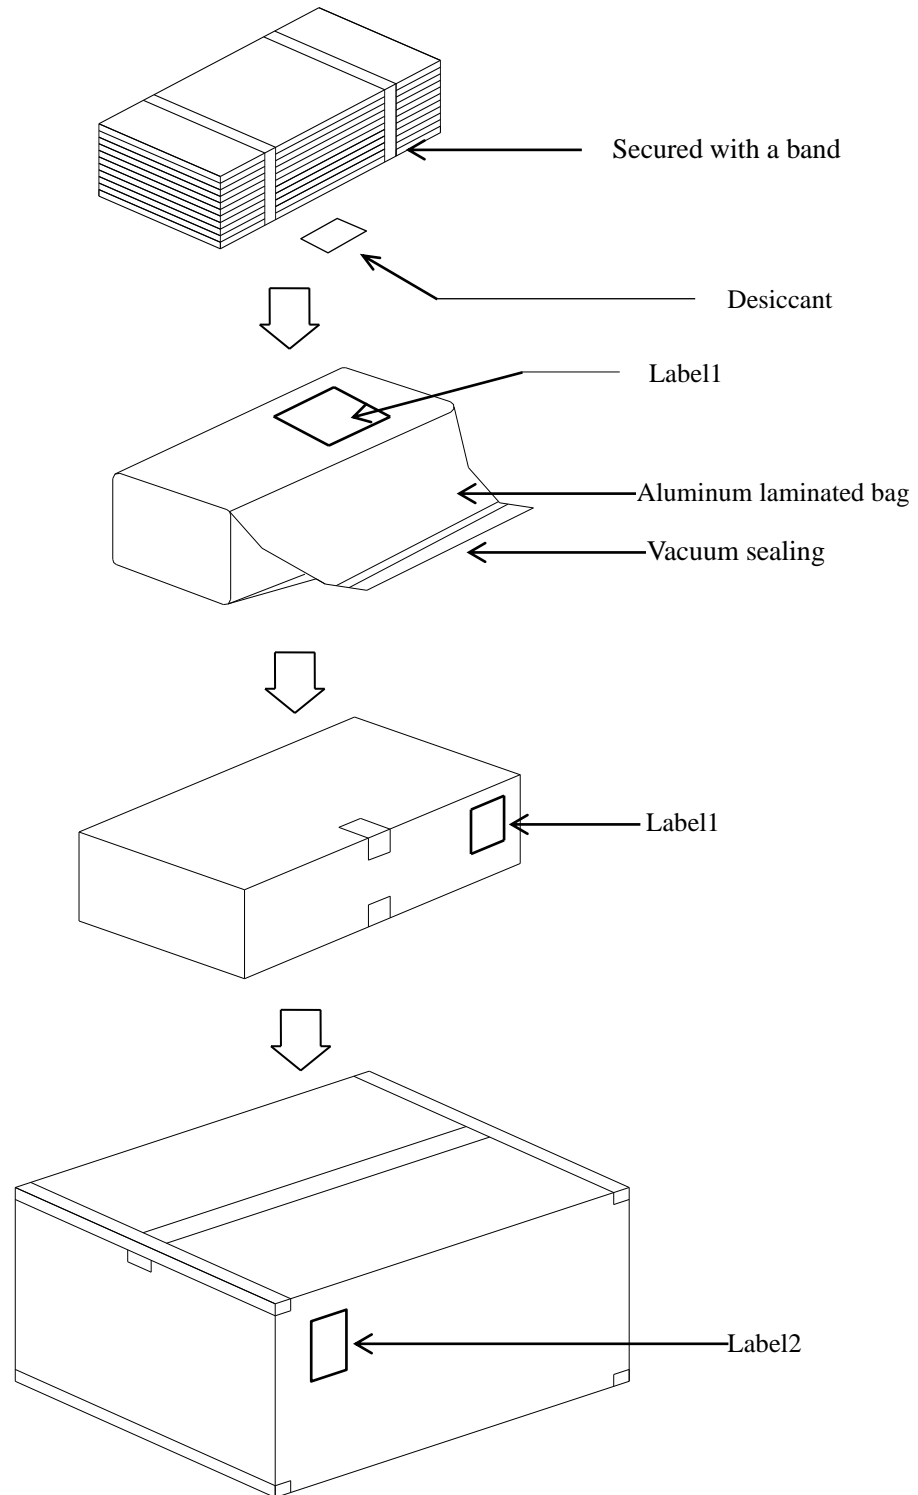 Secured with a band
Desiccant
Label1
Aluminum laminated bag
Vacuum sealing
Label1
Label2